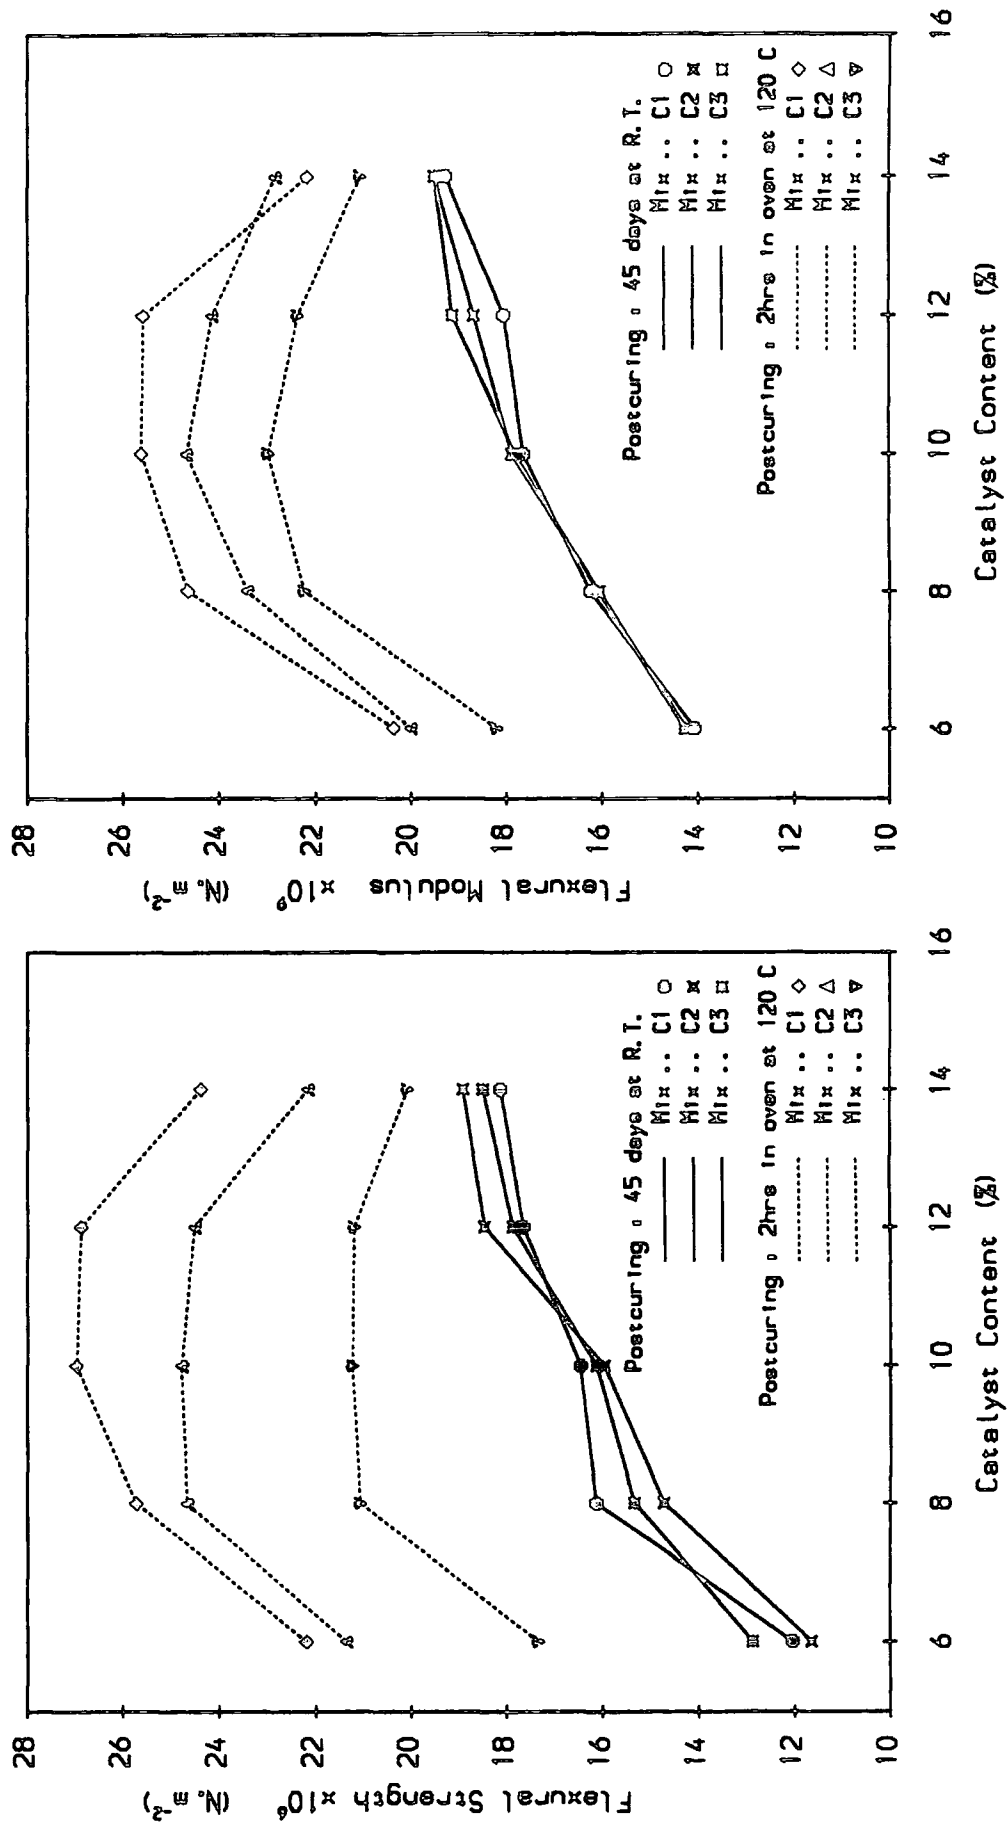 28
26
24
22
20
18
16
14
12
10
Flexural Strength x10⁶
(N.m⁻²)
6
8
10
12
14
16
Catalyst Content (%)
Postcuring : 45 days at R.T.
Mix .. C1
Mix .. C2
Mix .. C3
Postcuring : 2hrs in oven at 120 C
Mix .. C1
Mix .. C2
Mix .. C3
28
26
24
22
20
18
16
14
12
10
Flexural Modulus x10⁹
(N.m⁻²)
6
8
10
12
14
16
Catalyst Content (%)
Postcuring : 45 days at R.T.
Mix .. C1
Mix .. C2
Mix .. C3
Postcuring : 2hrs in oven at 120 C
Mix .. C1
Mix .. C2
Mix .. C3